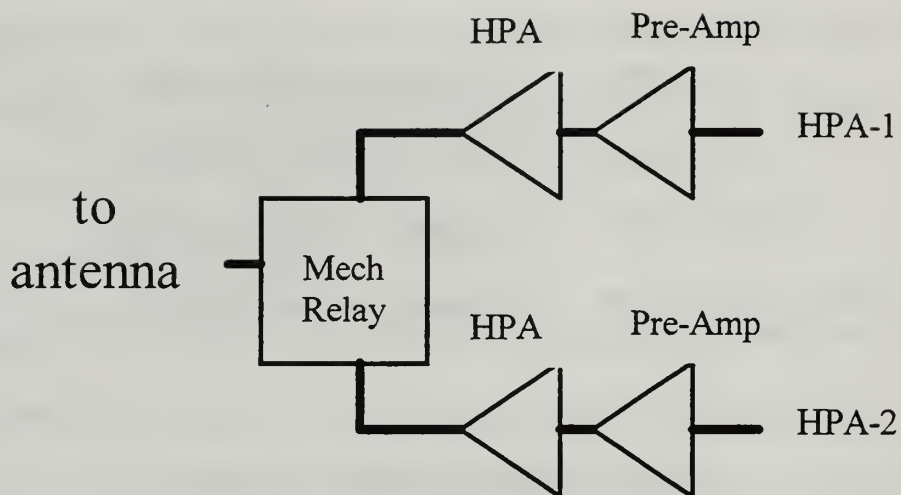 HPA
Pre-Amp
HPA-1
to
antenna
Mech
Relay
HPA
Pre-Amp
HPA-2